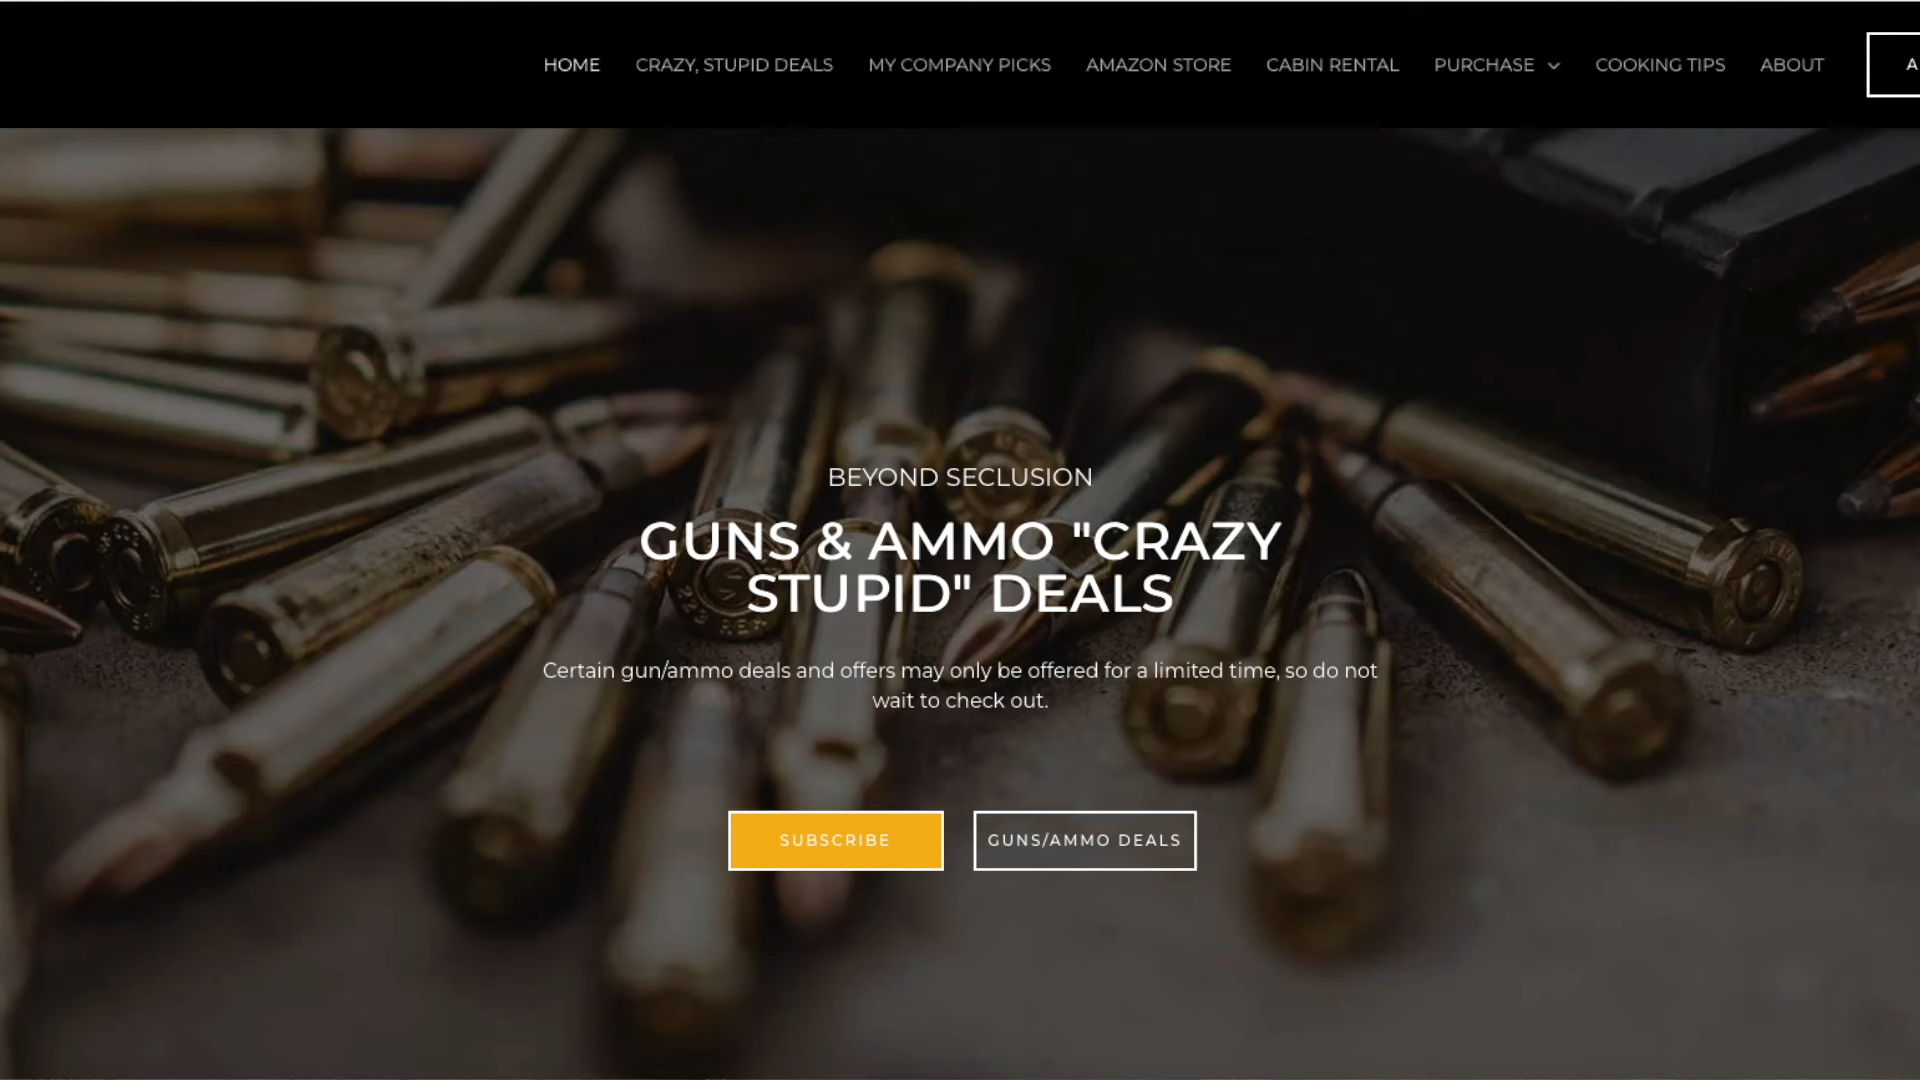 HOME CRAZY, STUPID DEALS MY COMPANY PICKS AMAZON STORE CABIN RENTAL PURCHASE COOKING TIPS ABOUT A
BEYOND SECLUSION
GUNS & AMMO "CRAZY
STUPID" DEALS
Certain gun/ammo deals and offers may only be offered for a limited time, so do not
wait to check out.
SUBSCRIBE GUNS/AMMO DEALS